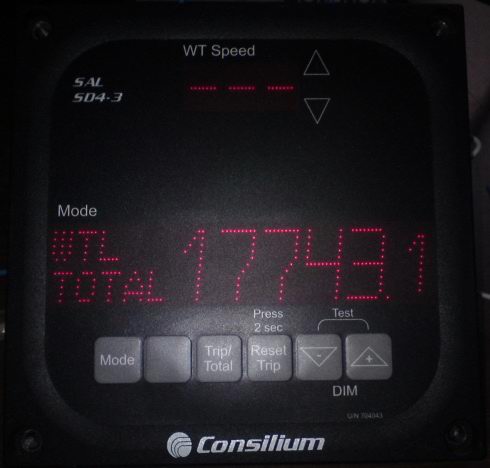 WT Speed
SAL
SD4-3
- - -
Mode
WTL
TOTAL 17743.1
Press
2 sec
Test
Mode
Trip/
Total
Reset
Trip
-
+
DIM
G/N 704043
Consilium